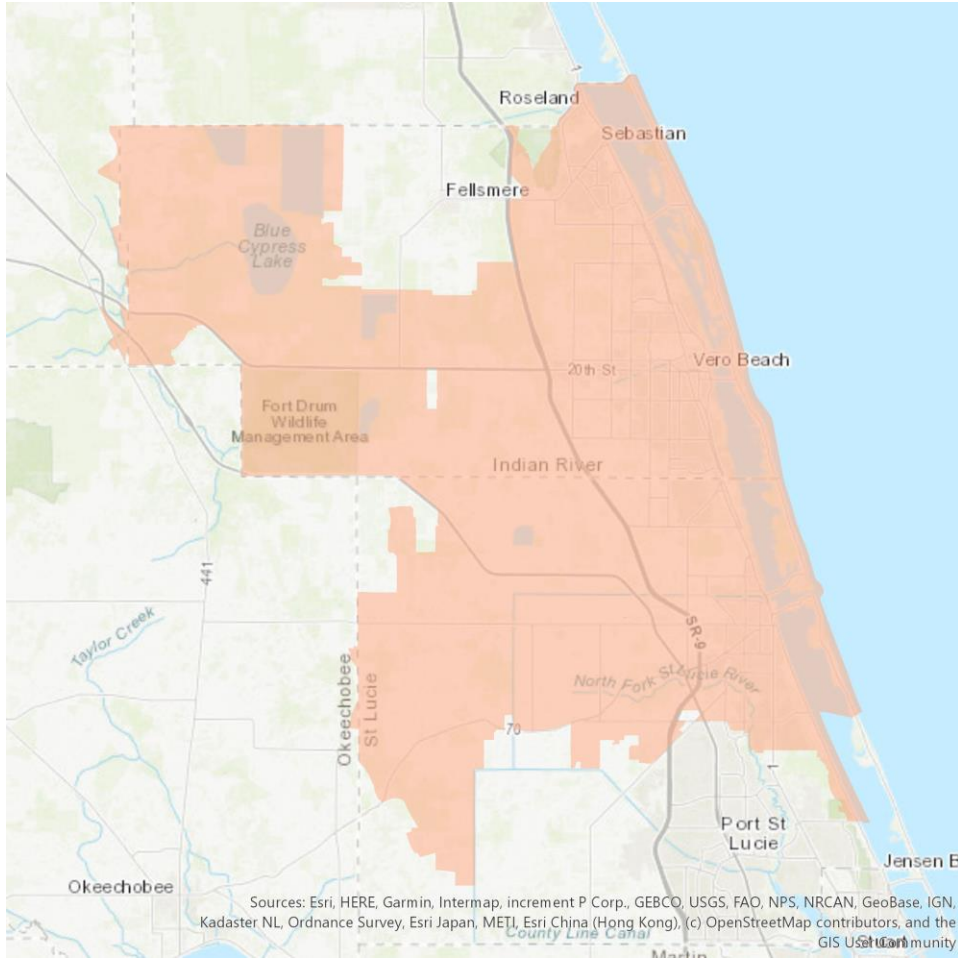 1
Roseland
Sebastian
Fellsmere
Blue
Cypress
Lake
Vero Beach
20th St
Fort Drum
Wildlife
Management Area
Indian River
441
Taylor Creek
SR-9
Okeechobee
St Lucie
North Fork St Lucie River
70
1
Port St
Lucie
Jensen B
Okeechobee
Sources: Esri, HERE, Garmin, Intermap, increment P Corp., GEBCO, USGS, FAO, NPS, NRCAN, GeoBase, IGN,
Kadaster NL, Ordnance Survey, Esri Japan, METI, Esri China (Hong Kong), (c) OpenStreetMap contributors, and the
County Line Canal
GIS User Community
Stuart
Martin